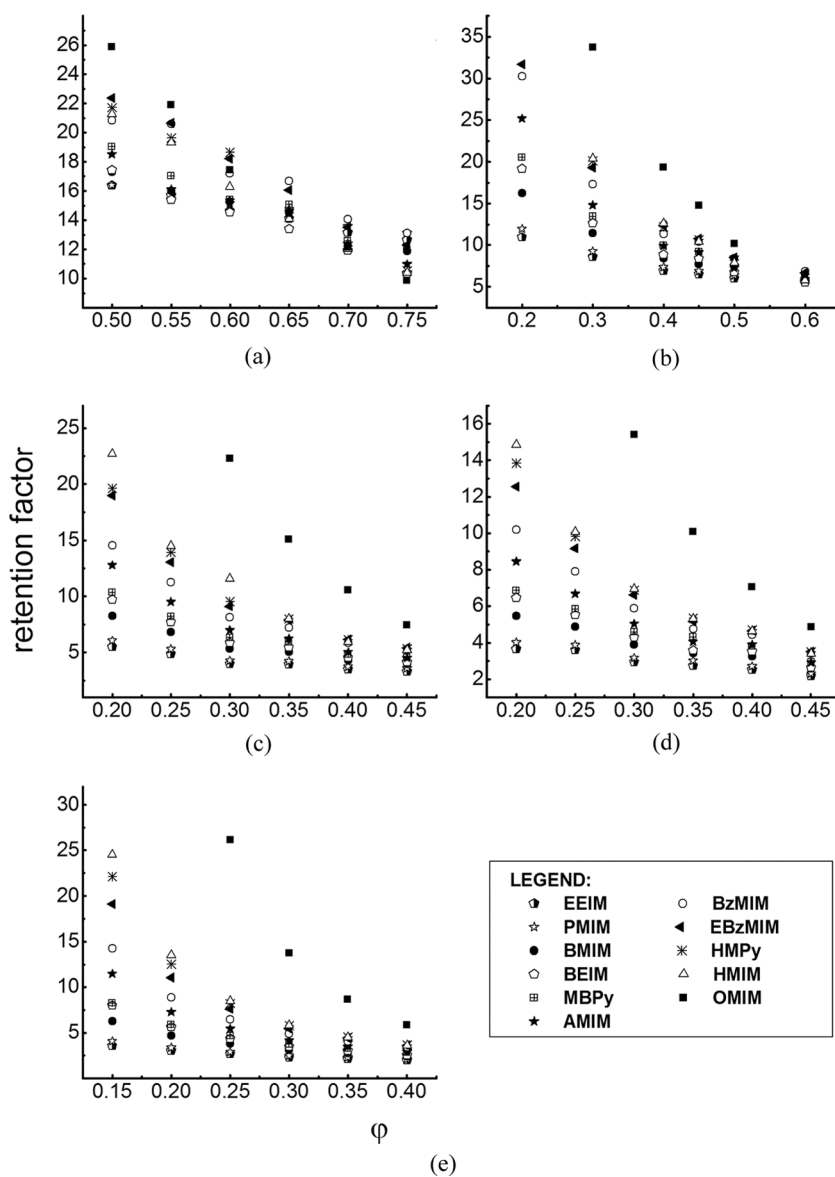 26
24
22
20
18
16
14
12
10
0.50 0.55 0.60 0.65 0.70 0.75
(a)
35
30
25
20
15
10
5
0.2 0.3 0.4 0.5 0.6
(b)
retention factor
25
20
15
10
5
0.20 0.25 0.30 0.35 0.40 0.45
(c)
16
14
12
10
8
6
4
2
0.20 0.25 0.30 0.35 0.40 0.45
(d)
30
25
20
15
10
5
0.15 0.20 0.25 0.30 0.35 0.40
φ
(e)
LEGEND:
EEIM
PMIM
BMIM
BEIM
MBPy
AMIM
BzMIM
EBzMIM
HMPy
HMIM
OMIM